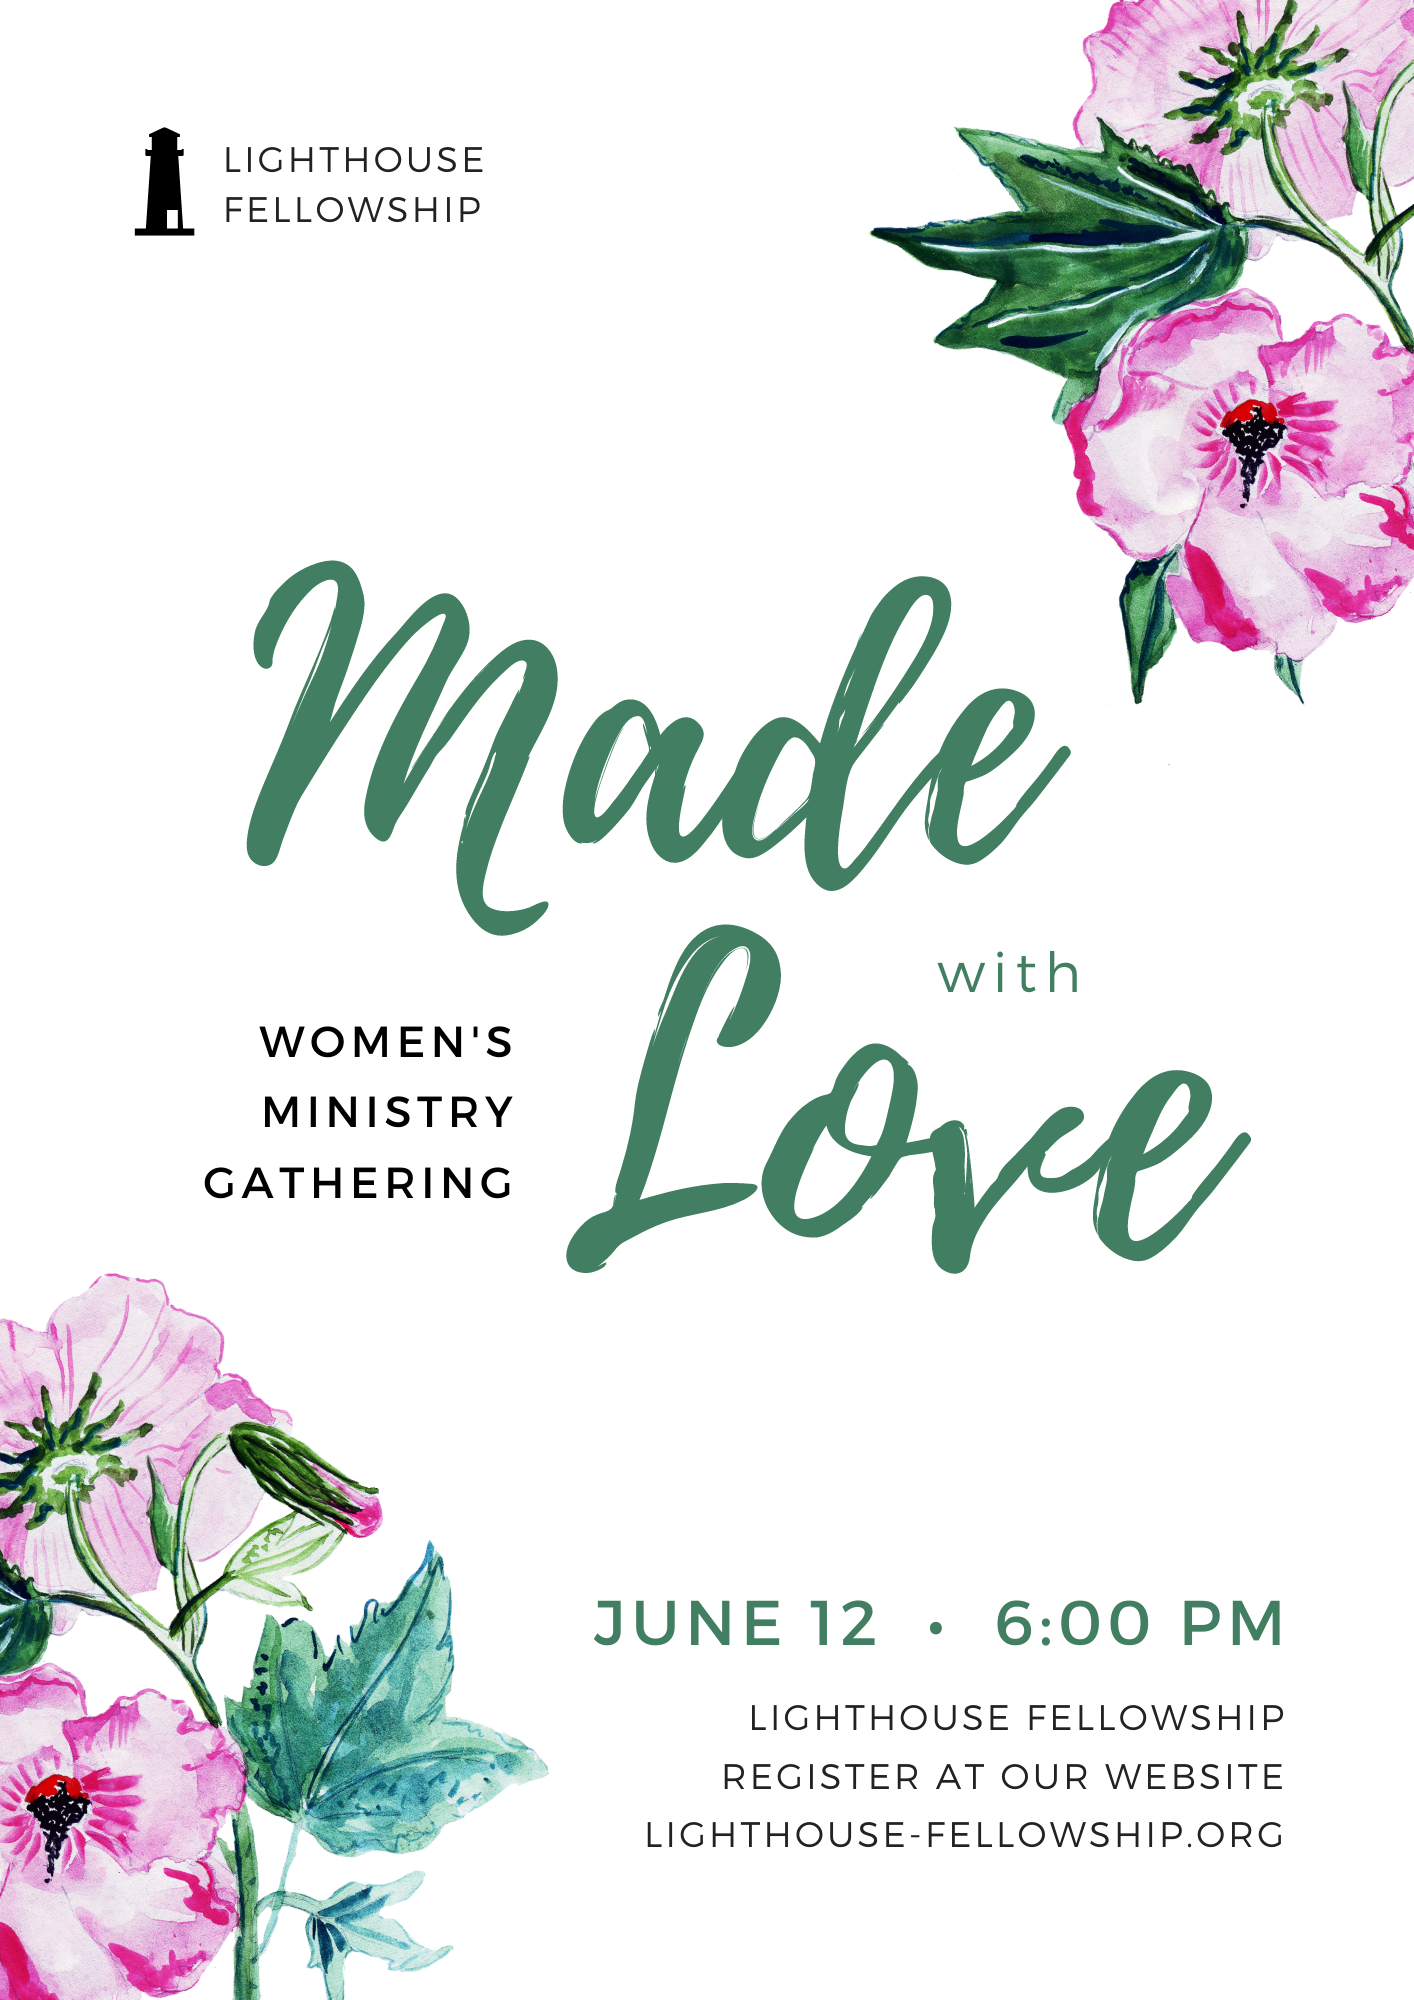 LIGHTHOUSE
FELLOWSHIP
Made
with
Love
WOMEN'S
MINISTRY
GATHERING
JUNE 12 • 6:00 PM
LIGHTHOUSE FELLOWSHIP
REGISTER AT OUR WEBSITE
LIGHTHOUSE-FELLOWSHIP.ORG